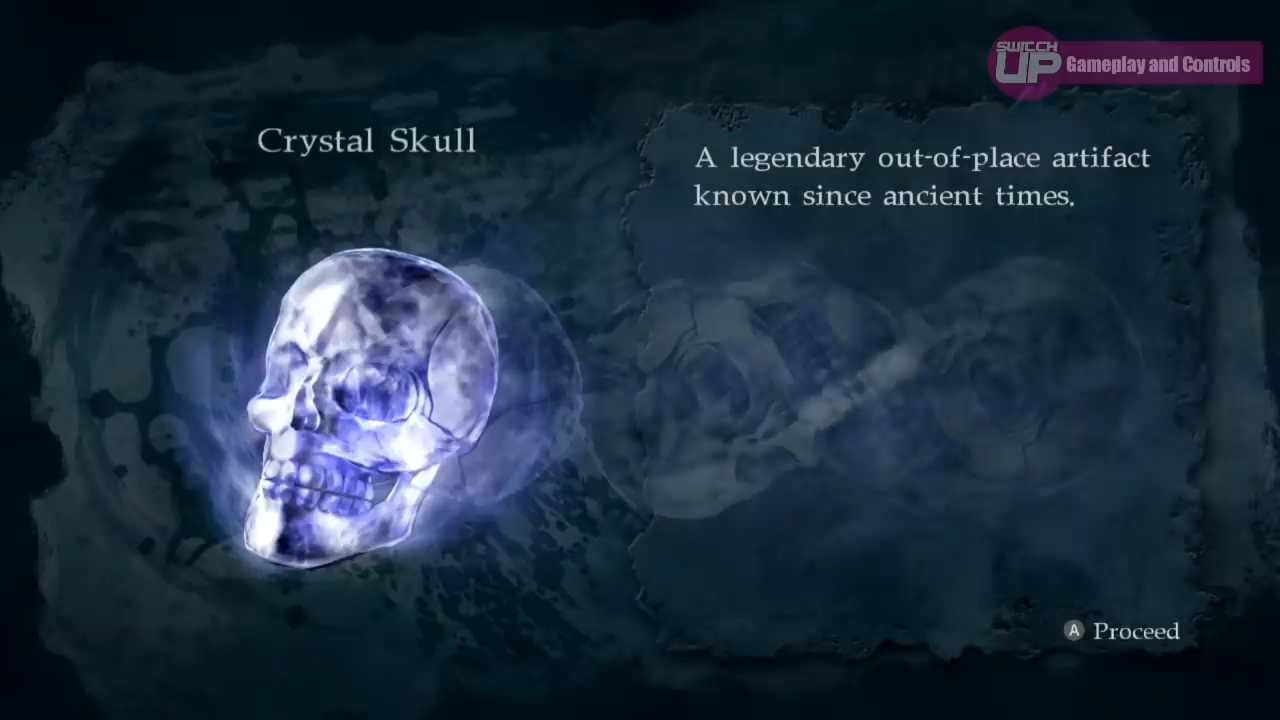 SWITCH
UP Gameplay and Controls
Crystal Skull
A legendary out-of-place artifact
known since ancient times.
A Proceed